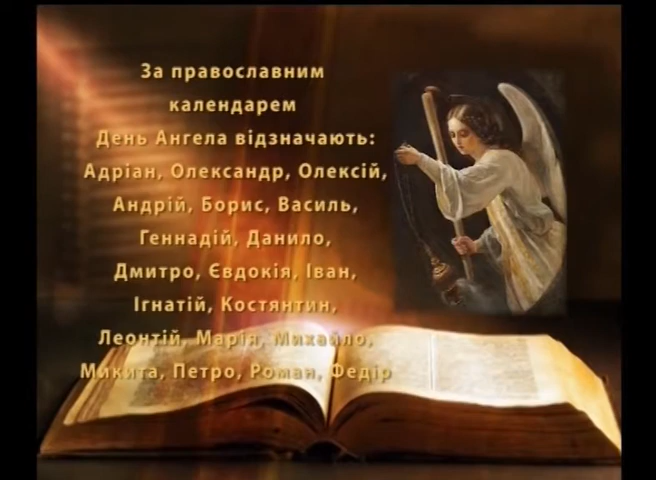 За православним
календарем
День Ангела відзначають:
Адріан, Олександр, Олексій,
Андрій, Борис, Василь,
Геннадій, Данило,
Дмитро, Євдокія, Іван,
Ігнатій, Костянтин,
Леонтій, Марія, Михайло,
Микита, Петро, Роман, Федір